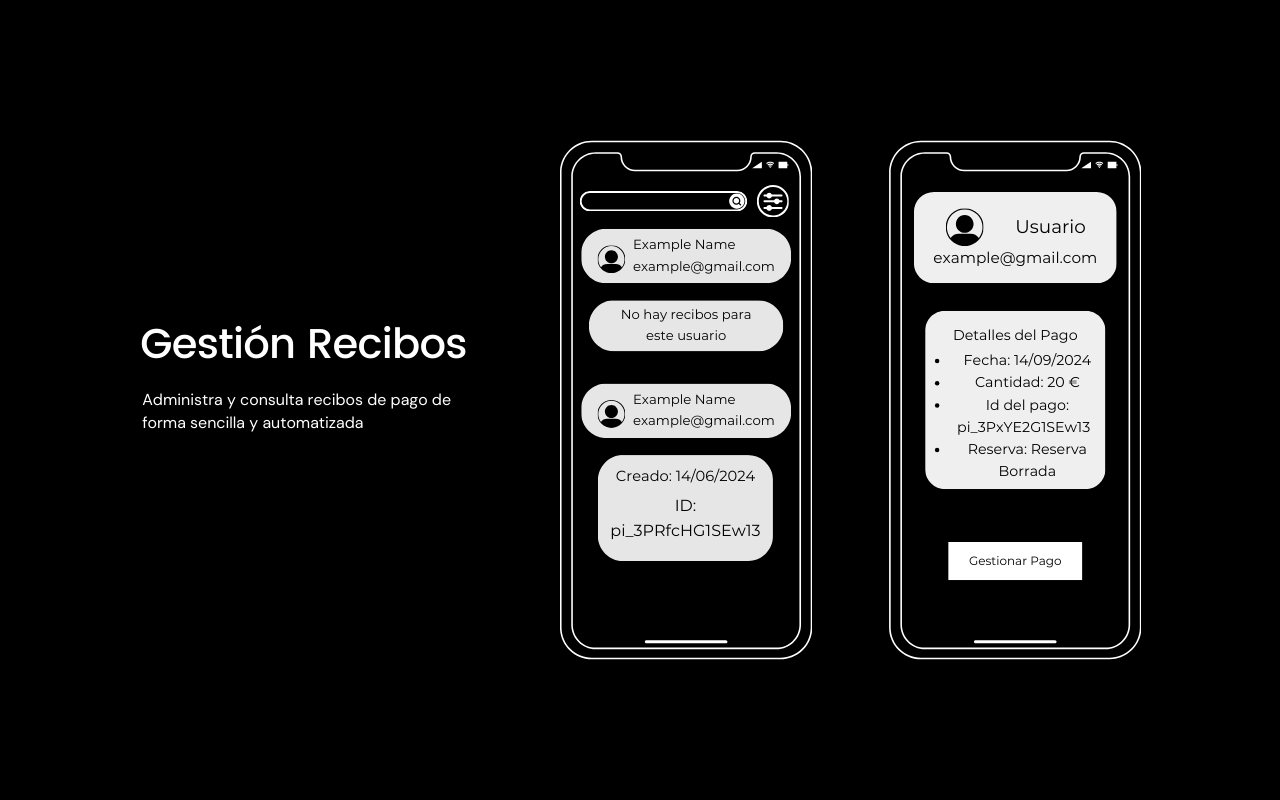 Gestión Recibos
Administra y consulta recibos de pago de
forma sencilla y automatizada
Example Name
example@gmail.com
No hay recibos para
este usuario
Example Name
example@gmail.com
Creado: 14/06/2024
ID:
pi_3PRfcHG1SEw13
Usuario
example@gmail.com
Detalles del Pago
• Fecha: 14/09/2024
• Cantidad: 20 €
• Id del pago:
pi_3PxYE2G1SEw13
• Reserva: Reserva
Borrada
Gestionar Pago